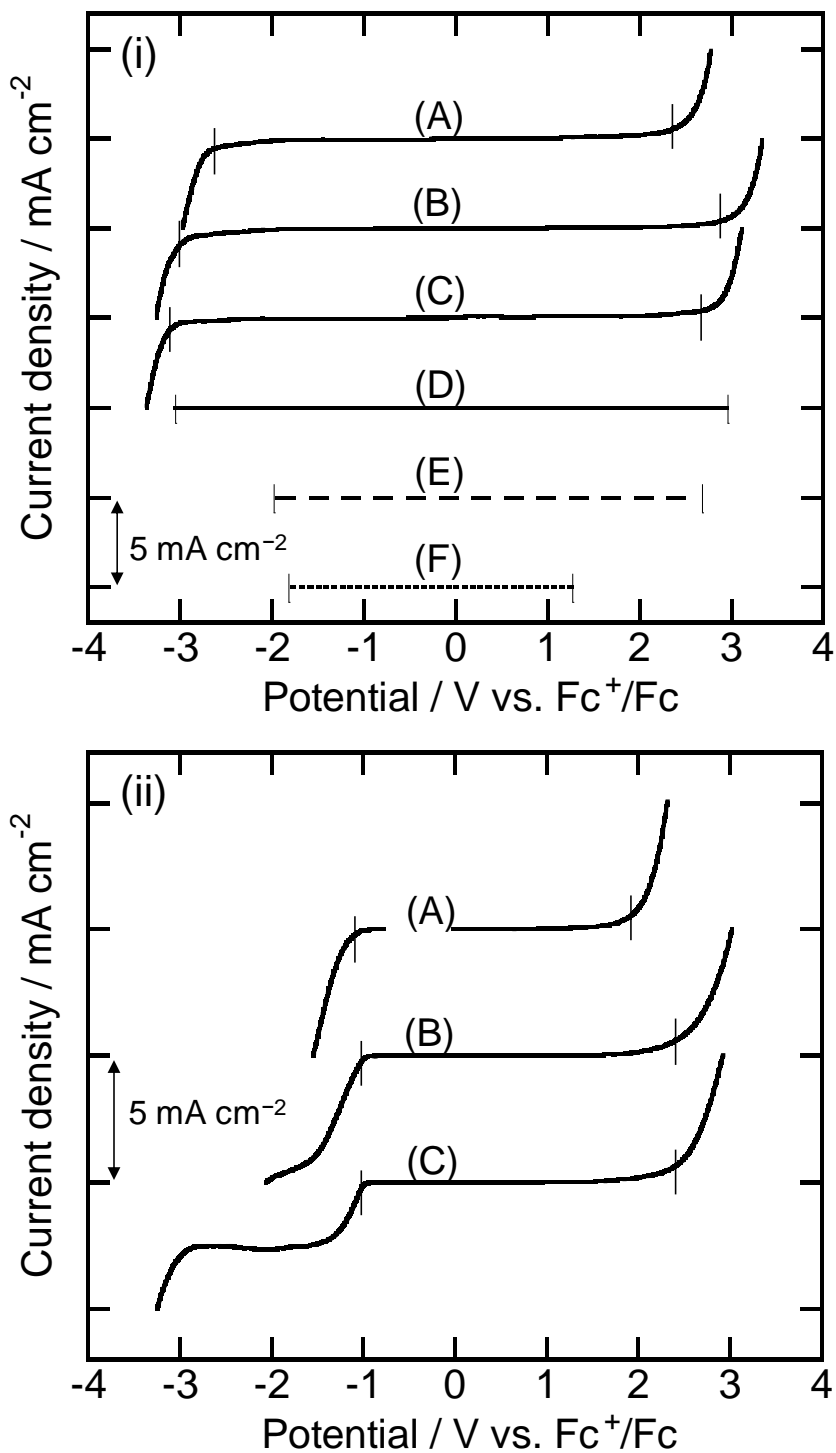 (i)
Current density / mA cm⁻²
(A)
(B)
(C)
(D)
(E)
(F)
5 mA cm⁻²
-4 -3 -2 -1 0 1 2 3 4
Potential / V vs. Fc⁺/Fc
(ii)
Current density / mA cm⁻²
(A)
(B)
(C)
5 mA cm⁻²
-4 -3 -2 -1 0 1 2 3 4
Potential / V vs. Fc⁺/Fc